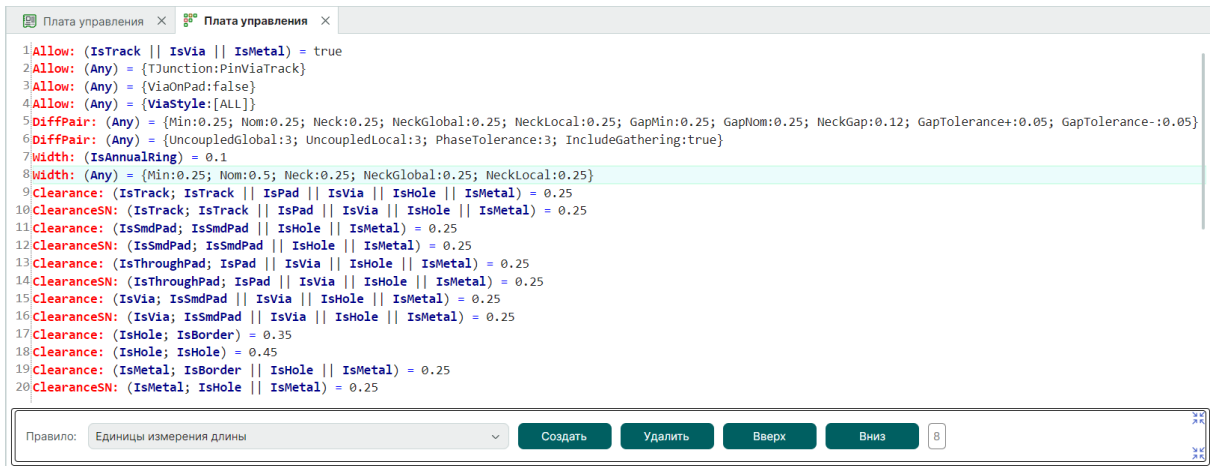 Плата управления × Плата управления ×
1 Allow: (IsTrack || IsVia || IsMetal) = true
2 Allow: (Any) = {TJunction:PinViaTrack}
3 Allow: (Any) = {ViaOnPad:false}
4 Allow: (Any) = {ViaStyle:[ALL]}
5 DiffPair: (Any) = {Min:0.25; Nom:0.25; Neck:0.25; NeckGlobal:0.25; NeckLocal:0.25; GapMin:0.25; GapNom:0.25; NeckGap:0.12; GapTolerance+:0.05; GapTolerance-:0.05}
6 DiffPair: (Any) = {UncoupledGlobal:3; UncoupledLocal:3; PhaseTolerance:3; IncludeGathering:true}
7 Width: (IsAnnualRing) = 0.1
8 Width: (Any) = {Min:0.25; Nom:0.5; Neck:0.25; NeckGlobal:0.25; NeckLocal:0.25}
9 Clearance: (IsTrack; IsTrack || IsPad || IsVia || IsHole || IsMetal) = 0.25
10 ClearanceSN: (IsTrack; IsTrack || IsPad || IsVia || IsHole || IsMetal) = 0.25
11 Clearance: (IsSmdPad; IsSmdPad || IsHole || IsMetal) = 0.25
12 ClearanceSN: (IsSmdPad; IsSmdPad || IsHole || IsMetal) = 0.25
13 Clearance: (IsThroughPad; IsPad || IsVia || IsHole || IsMetal) = 0.25
14 ClearanceSN: (IsThroughPad; IsPad || IsVia || IsHole || IsMetal) = 0.25
15 Clearance: (IsVia; IsSmdPad || IsVia || IsHole || IsMetal) = 0.25
16 ClearanceSN: (IsVia; IsSmdPad || IsVia || IsHole || IsMetal) = 0.25
17 Clearance: (IsHole; IsBorder) = 0.35
18 Clearance: (IsHole; IsHole) = 0.45
19 Clearance: (IsMetal; IsBorder || IsHole || IsMetal) = 0.25
20 ClearanceSN: (IsMetal; IsHole || IsMetal) = 0.25
Правило: Единицы измерения длины Создать Удалить Вверх Вниз 8